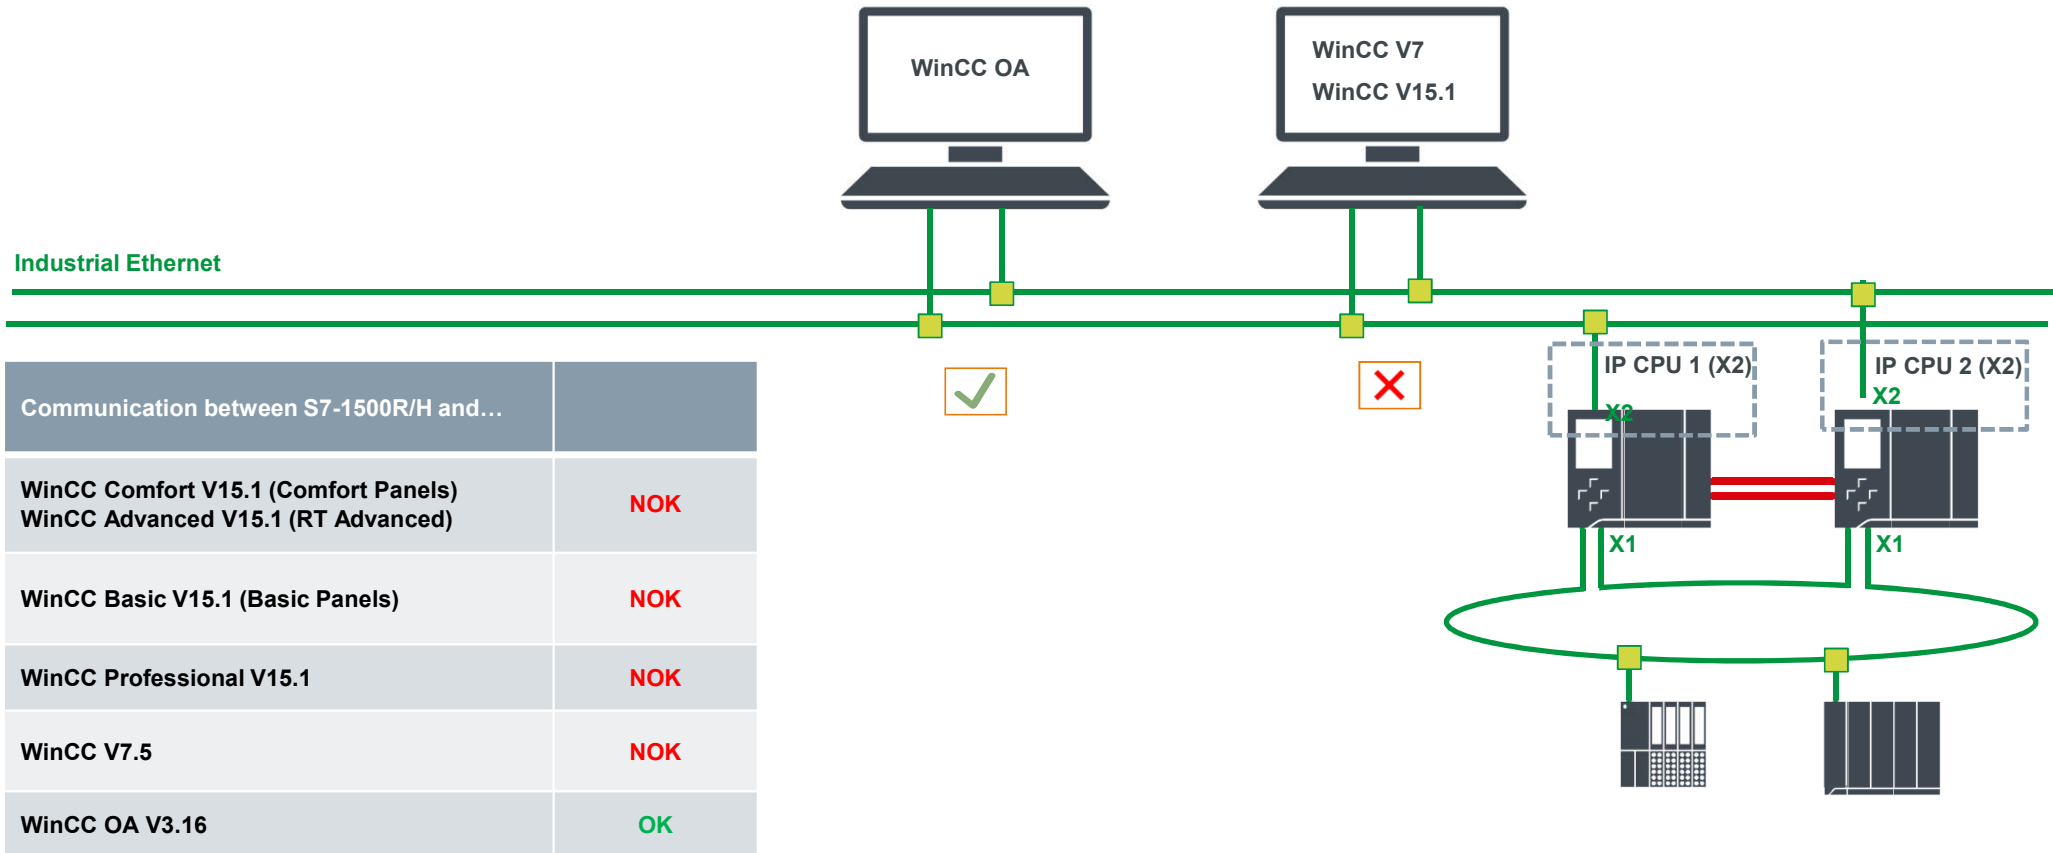 WinCC OA
WinCC V7
WinCC V15.1
Industrial Ethernet
IP CPU 1 (X2)
X2
IP CPU 2 (X2)
X2
X1
X1
Communication between S7-1500R/H and…
WinCC Comfort V15.1 (Comfort Panels)
WinCC Advanced V15.1 (RT Advanced)
NOK
WinCC Basic V15.1 (Basic Panels)
NOK
WinCC Professional V15.1
NOK
WinCC V7.5
NOK
WinCC OA V3.16
OK